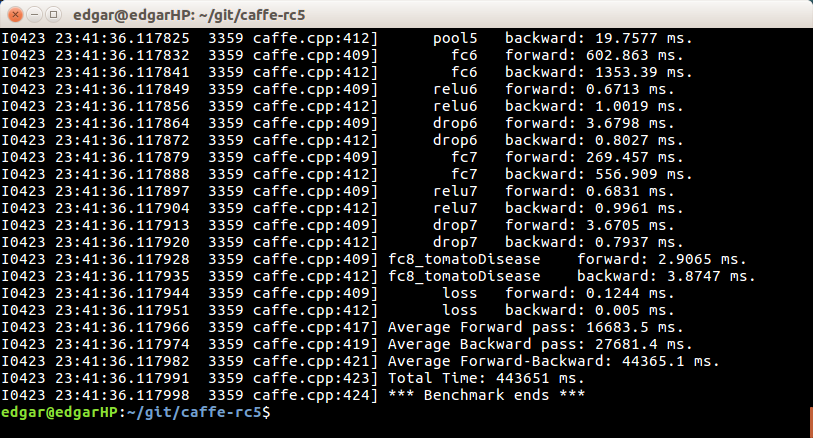 edgar@edgarHP: ~/git/caffe-rc5
I0423 23:41:36.117825  3359 caffe.cpp:412]      pool5   backward: 19.7577 ms.
I0423 23:41:36.117832  3359 caffe.cpp:409]        fc6   forward: 602.863 ms.
I0423 23:41:36.117841  3359 caffe.cpp:412]        fc6   backward: 1353.39 ms.
I0423 23:41:36.117849  3359 caffe.cpp:409]      relu6   forward: 0.6713 ms.
I0423 23:41:36.117856  3359 caffe.cpp:412]      relu6   backward: 1.0019 ms.
I0423 23:41:36.117864  3359 caffe.cpp:409]      drop6   forward: 3.6798 ms.
I0423 23:41:36.117872  3359 caffe.cpp:412]      drop6   backward: 0.8027 ms.
I0423 23:41:36.117879  3359 caffe.cpp:409]        fc7   forward: 269.457 ms.
I0423 23:41:36.117888  3359 caffe.cpp:412]        fc7   backward: 556.909 ms.
I0423 23:41:36.117897  3359 caffe.cpp:409]      relu7   forward: 0.6831 ms.
I0423 23:41:36.117904  3359 caffe.cpp:412]      relu7   backward: 0.9961 ms.
I0423 23:41:36.117913  3359 caffe.cpp:409]      drop7   forward: 3.6705 ms.
I0423 23:41:36.117920  3359 caffe.cpp:412]      drop7   backward: 0.7937 ms.
I0423 23:41:36.117928  3359 caffe.cpp:409] fc8_tomatoDisease    forward: 2.9065 ms.
I0423 23:41:36.117935  3359 caffe.cpp:412] fc8_tomatoDisease    backward: 3.8747 ms.
I0423 23:41:36.117944  3359 caffe.cpp:409]       loss   forward: 0.1244 ms.
I0423 23:41:36.117951  3359 caffe.cpp:412]       loss   backward: 0.005 ms.
I0423 23:41:36.117966  3359 caffe.cpp:417] Average Forward pass: 16683.5 ms.
I0423 23:41:36.117974  3359 caffe.cpp:419] Average Backward pass: 27681.4 ms.
I0423 23:41:36.117982  3359 caffe.cpp:421] Average Forward-Backward: 44365.1 ms.
I0423 23:41:36.117991  3359 caffe.cpp:423] Total Time: 443651 ms.
I0423 23:41:36.117998  3359 caffe.cpp:424] *** Benchmark ends ***
edgar@edgarHP:~/git/caffe-rc5$